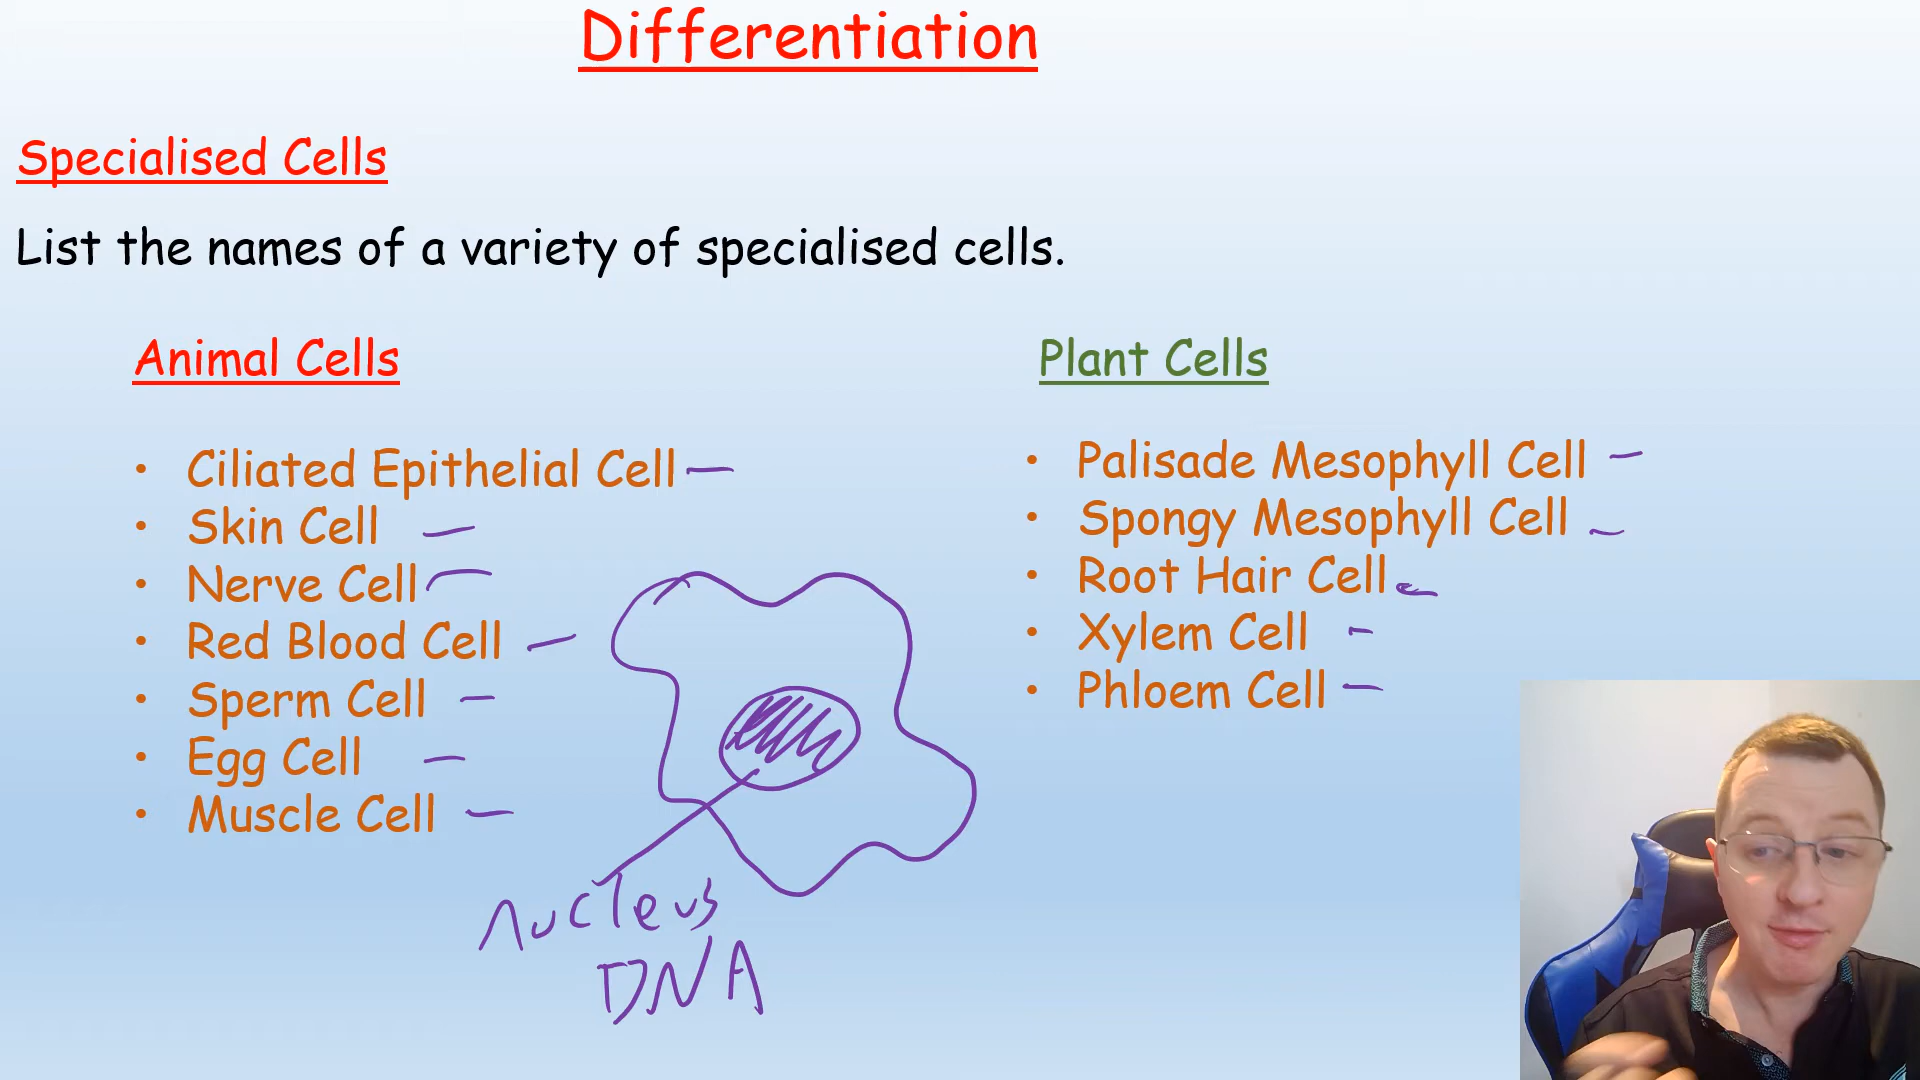 Differentiation
Specialised Cells
List the names of a variety of specialised cells.
Animal Cells
• Ciliated Epithelial Cell
• Skin Cell
• Nerve Cell
• Red Blood Cell
• Sperm Cell
• Egg Cell
• Muscle Cell
nucleus
DNA
Plant Cells
• Palisade Mesophyll Cell
• Spongy Mesophyll Cell
• Root Hair Cell
• Xylem Cell
• Phloem Cell